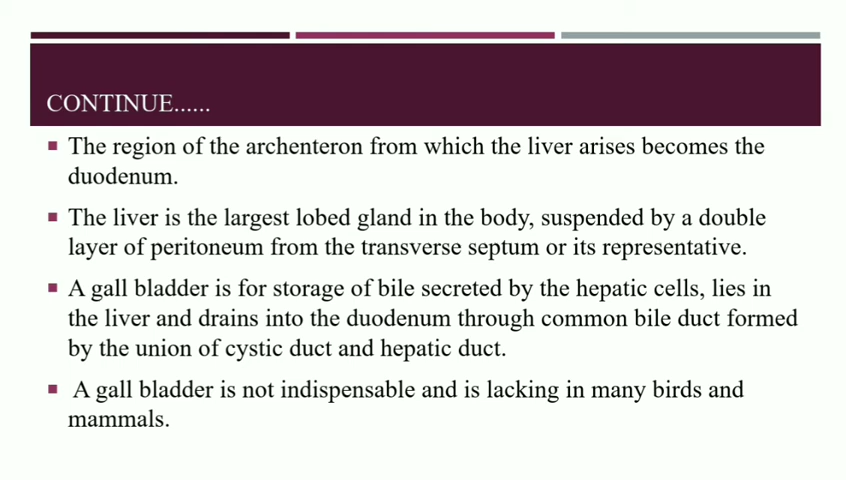 CONTINUE......
▪ The region of the archenteron from which the liver arises becomes the
duodenum.
▪ The liver is the largest lobed gland in the body, suspended by a double
layer of peritoneum from the transverse septum or its representative.
▪ A gall bladder is for storage of bile secreted by the hepatic cells, lies in
the liver and drains into the duodenum through common bile duct formed
by the union of cystic duct and hepatic duct.
▪ A gall bladder is not indispensable and is lacking in many birds and
mammals.